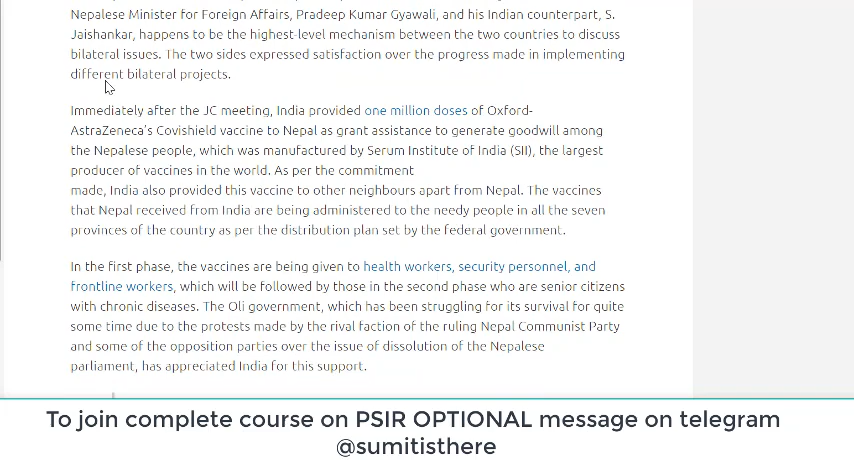 Nepalese Minister for Foreign Affairs, Pradeep Kumar Gyawali, and his Indian counterpart, S.
Jaishankar, happens to be the highest-level mechanism between the two countries to discuss
bilateral issues. The two sides expressed satisfaction over the progress made in implementing
different bilateral projects.
Immediately after the JC meeting, India provided one million doses of Oxford-
AstraZeneca's Covishield vaccine to Nepal as grant assistance to generate goodwill among
the Nepalese people, which was manufactured by Serum Institute of India (SII), the largest
producer of vaccines in the world. As per the commitment
made, India also provided this vaccine to other neighbours apart from Nepal. The vaccines
that Nepal received from India are being administered to the needy people in all the seven
provinces of the country as per the distribution plan set by the federal government.
In the first phase, the vaccines are being given to health workers, security personnel, and
frontline workers, which will be followed by those in the second phase who are senior citizens
with chronic diseases. The Oli government, which has been struggling for its survival for quite
some time due to the protests made by the rival faction of the ruling Nepal Communist Party
and some of the opposition parties over the issue of dissolution of the Nepalese
parliament, has appreciated India for this support.
To join complete course on PSIR OPTIONAL message on telegram
@sumitisthere